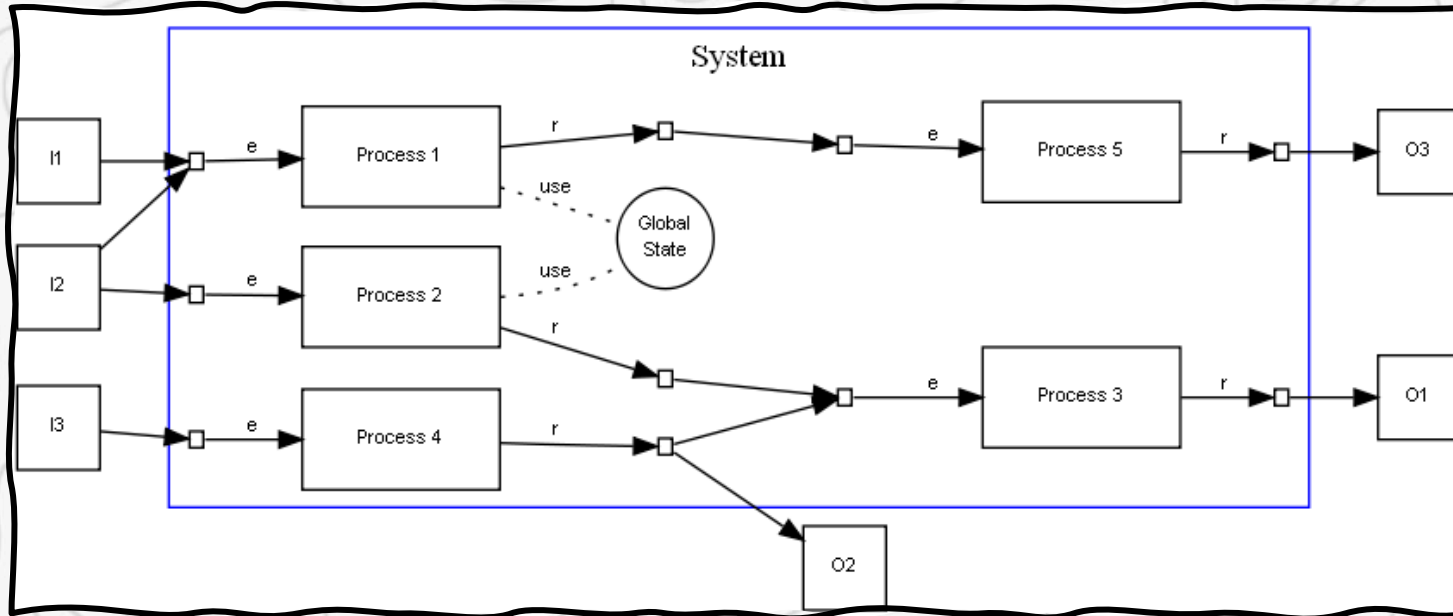 System
I1
e
Process 1
r
e
Process 5
r
O3
use
Global
State
I2
e
Process 2
use
r
I3
e
Process 4
r
e
Process 3
r
O1
O2